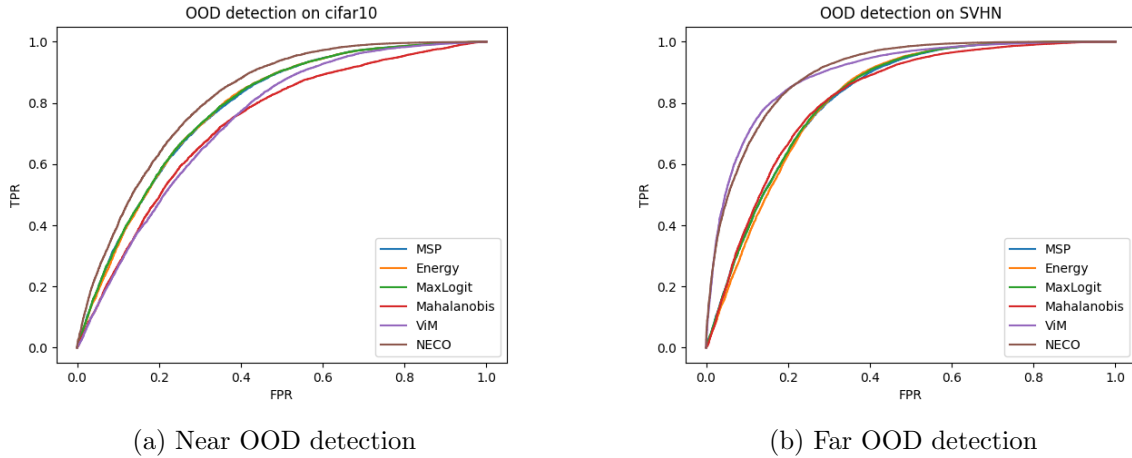 OOD detection on cifar10
1.0
0.8
0.6
0.4
0.2
0.0
TPR
0.0 0.2 0.4 0.6 0.8 1.0
FPR
MSP
Energy
MaxLogit
Mahalanobis
ViM
NECO
(a) Near OOD detection
OOD detection on SVHN
1.0
0.8
0.6
0.4
0.2
0.0
TPR
0.0 0.2 0.4 0.6 0.8 1.0
FPR
MSP
Energy
MaxLogit
Mahalanobis
ViM
NECO
(b) Far OOD detection